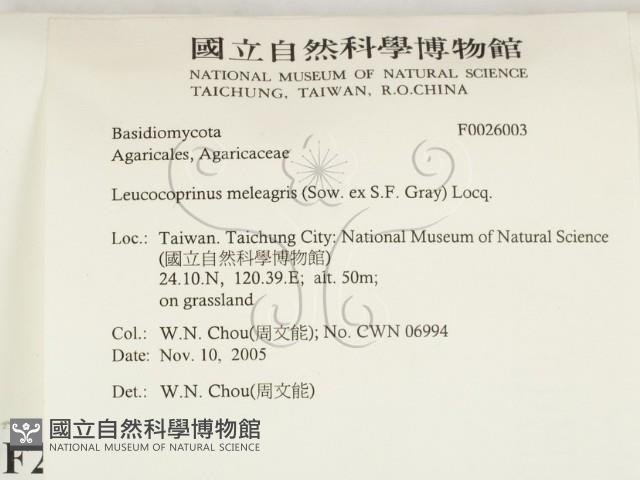 國立自然科學博物館
NATIONAL MUSEUM OF NATURAL SCIENCE
TAICHUNG, TAIWAN, R.O.CHINA
Basidiomycota F0026003
Agaricales, Agaricaceae
Leucocoprinus meleagris (Sow. ex S.F. Gray) Locq.
Loc.: Taiwan. Taichung City: National Museum of Natural Science
(國立自然科學博物館)
24.10.N, 120.39.E; alt. 50m;
on grassland
Col.: W.N. Chou(周文能); No. CWN 06994
Date: Nov. 10, 2005
Det.: W.N. Chou(周文能)
國立自然科學博物館
NATIONAL MUSEUM OF NATURAL SCIENCE